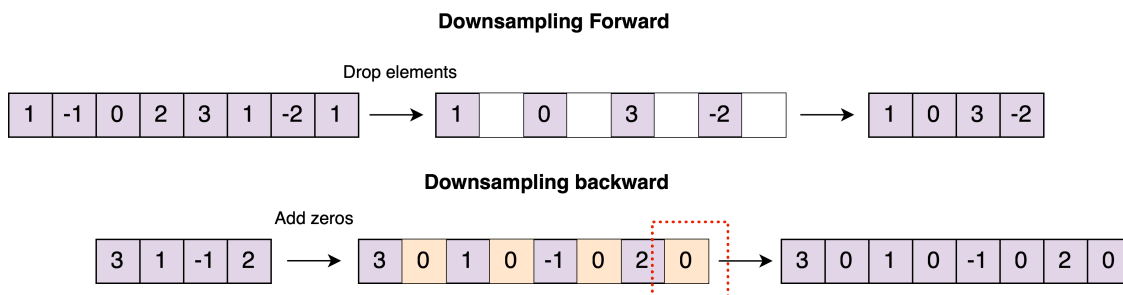 Downsampling Forward
Drop elements
1 -1 0 2 3 1 -2 1 1 0 3 -2 1 0 3 -2
Downsampling backward
Add zeros
3 1 -1 2 3 0 1 0 -1 0 2 0 3 0 1 0 -1 0 2 0